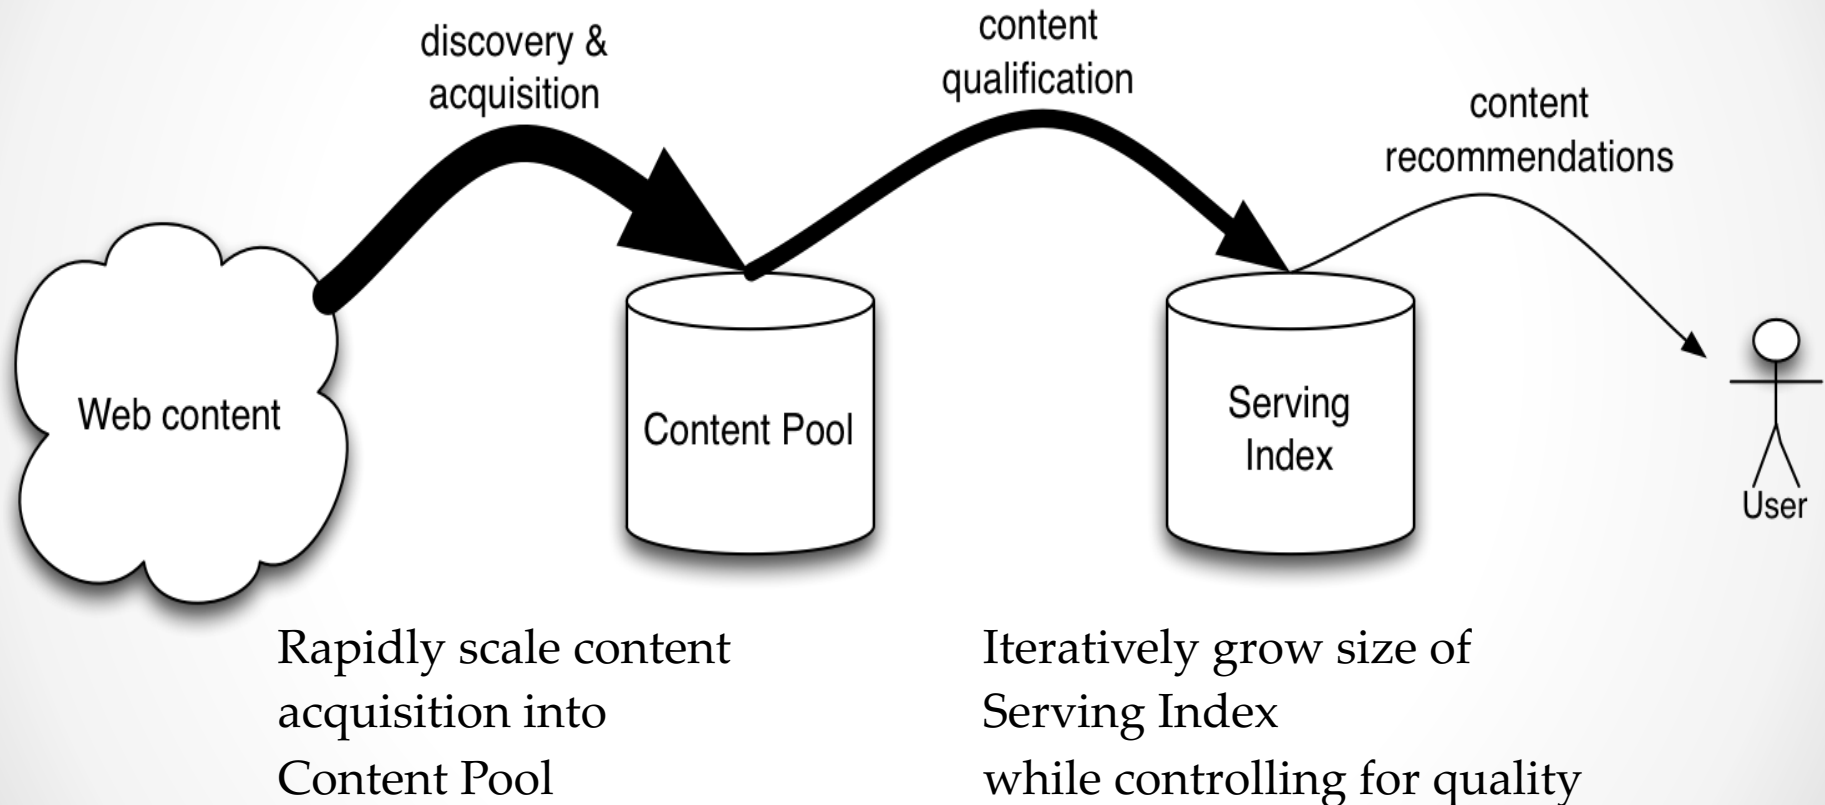 discovery &
acquisition
content
qualification
content
recommendations
Web content
Content Pool
Serving
Index
User
Rapidly scale content
acquisition into
Content Pool
Iteratively grow size of
Serving Index
while controlling for quality